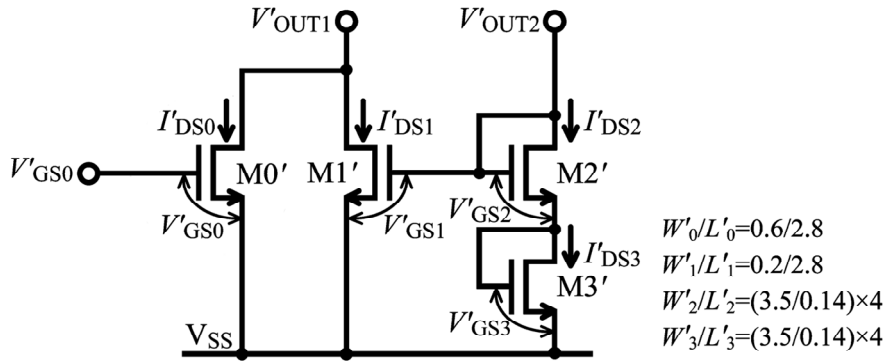 V′OUT1
V′OUT2
I′DS0
I′DS1
I′DS2
V′GS0
M0′
M1′
M2′
V′GS0
V′GS1
V′GS2
I′DS3
M3′
V′GS3
VSS
W′0/L′0=0.6/2.8
W′1/L′1=0.2/2.8
W′2/L′2=(3.5/0.14)×4
W′3/L′3=(3.5/0.14)×4